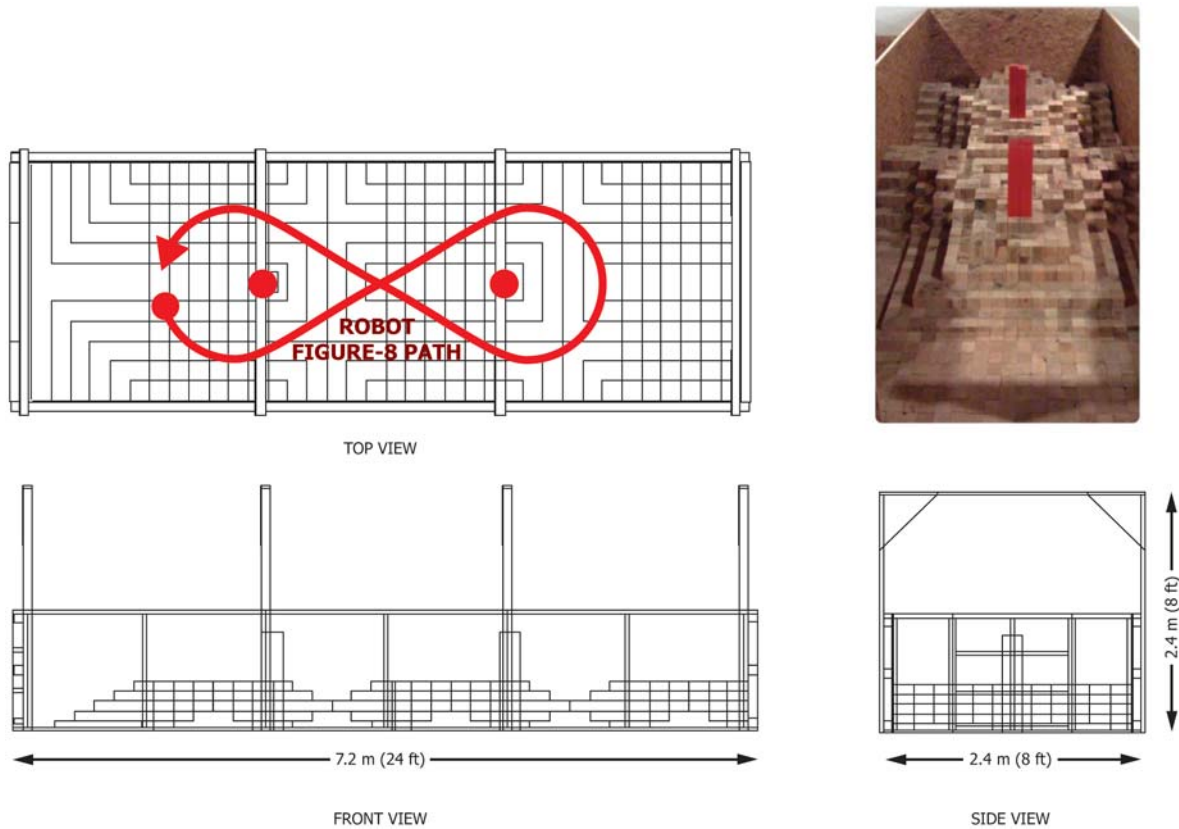 ROBOT
FIGURE-8 PATH
TOP VIEW
2.4 m (8 ft)
7.2 m (24 ft)
2.4 m (8 ft)
FRONT VIEW
SIDE VIEW